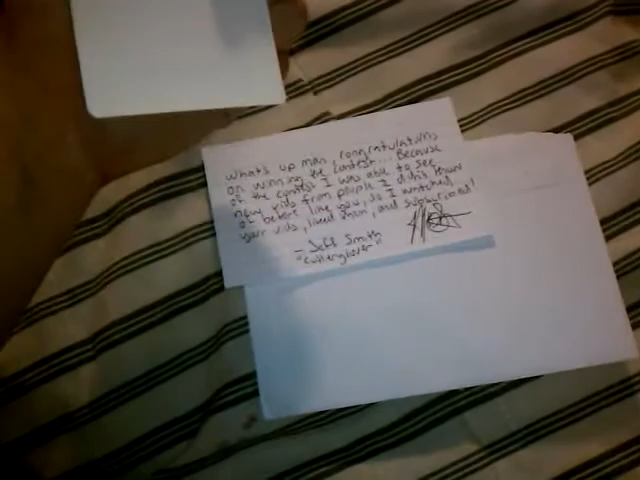 What's up man, congratulations
on winning the contest... Because
of the contest I was able to see
new vids from people I didn't know
of before like you, so I watched
your vids, liked them, and subscribed!
- Jeff Smith
"Cutlerylover"